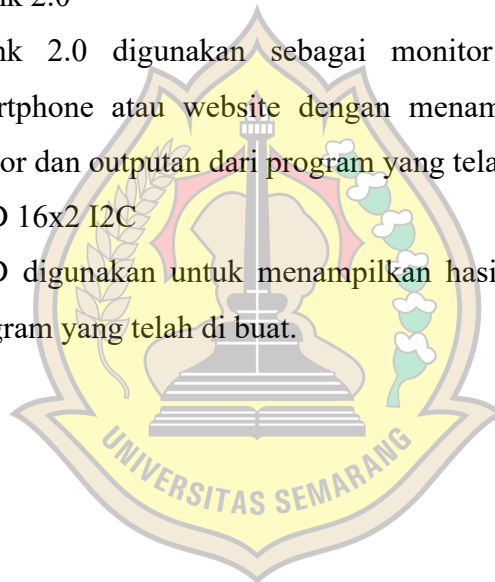 nk 2.0
nk 2.0 digunakan sebagai monitor
rtphone atau website dengan menam
or dan outputan dari program yang tela
D 16x2 I2C
D digunakan untuk menampilkan hasi
gram yang telah di buat.
UNIVERSITAS SEMARANG